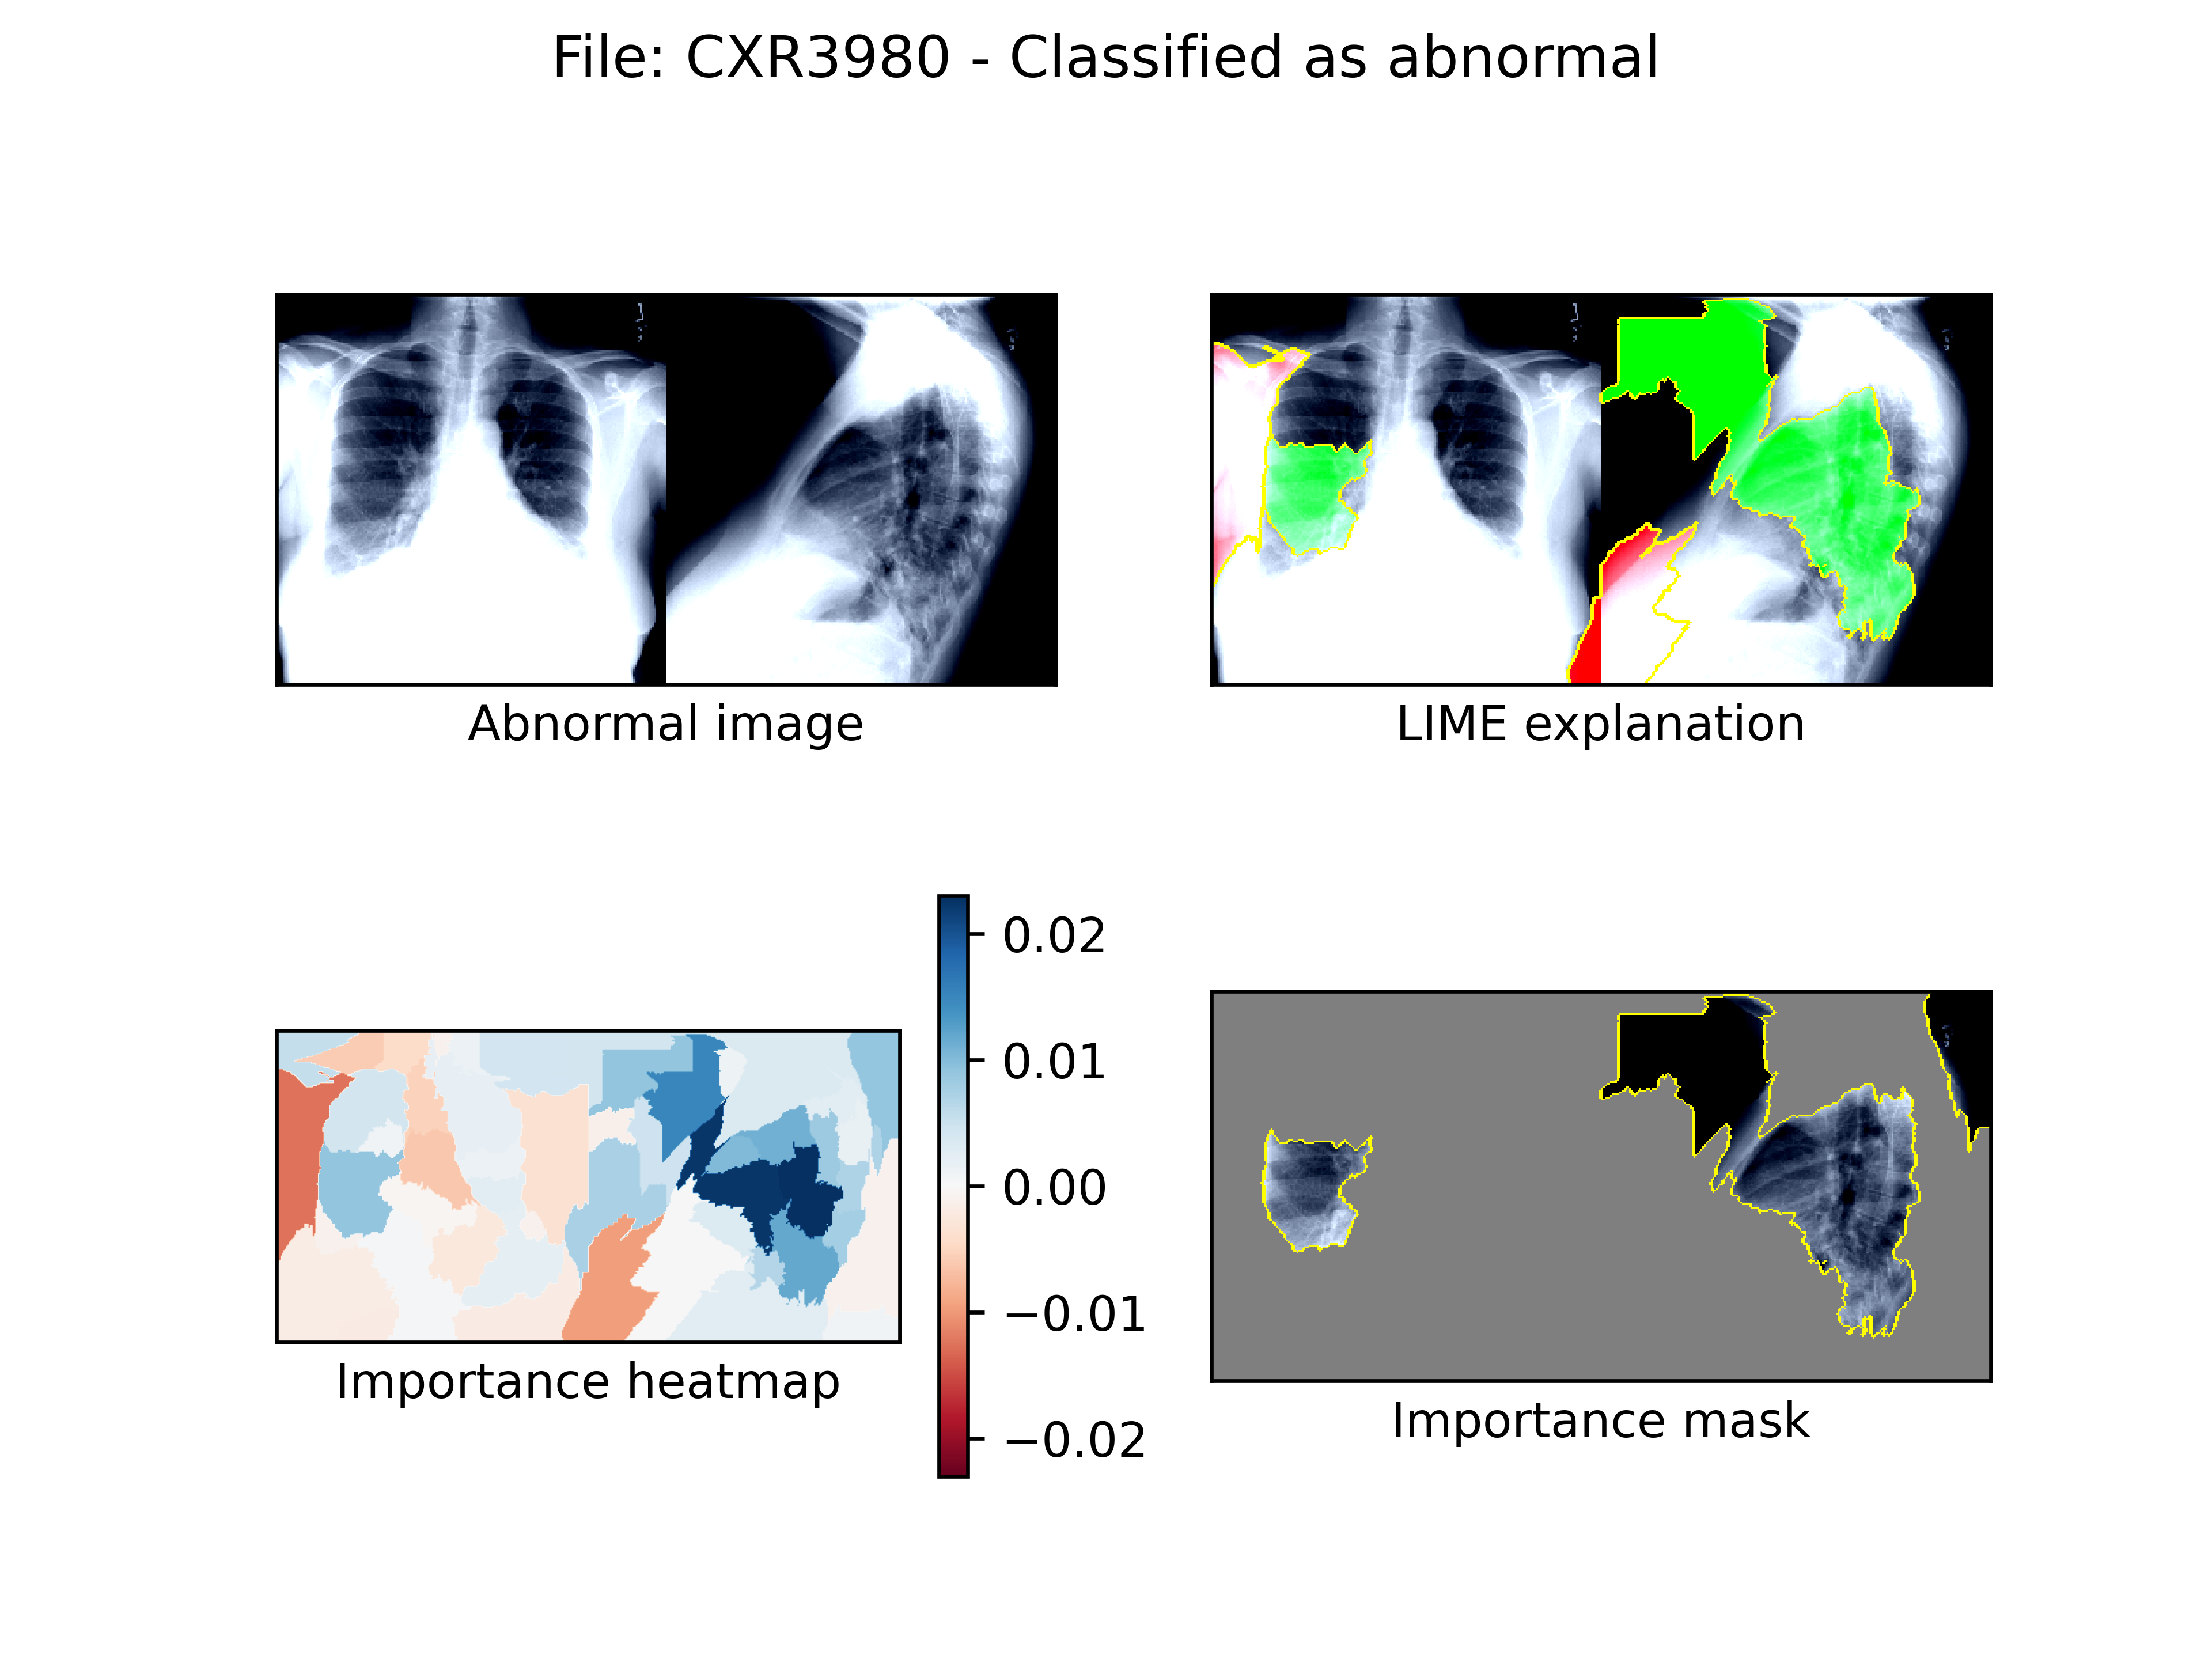 File: CXR3980 - Classified as abnormal
Abnormal image
LIME explanation
0.02
0.01
0.00
−0.01
−0.02
Importance heatmap
Importance mask